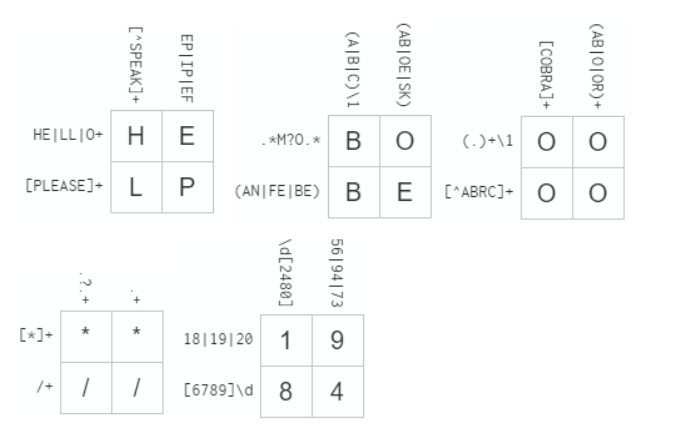 [^SPEAK]+ EP|IP|EF
HE|LL|O+ H E
[PLEASE]+ L P
(A|B|C)\1 (AB|OE|SK)
.*M?O.* B O
(AN|FE|BE) B E
[COBRA]+ (AB|O|OR)+
(.)+\1 O O
[^ABRC]+ O O
.?.+ .+
[*]+ * *
/+ / /
\d[2480] 56|94|73
18|19|20 1 9
[6789]\d 8 4